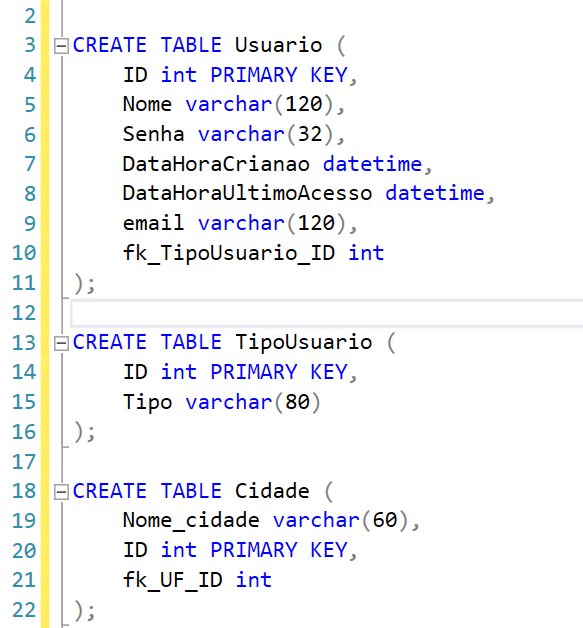 2
3 CREATE TABLE Usuario (
4 ID int PRIMARY KEY,
5 Nome varchar(120),
6 Senha varchar(32),
7 DataHoraCrianao datetime,
8 DataHoraUltimoAcesso datetime,
9 email varchar(120),
10 fk_TipoUsuario_ID int
11 );
12
13 CREATE TABLE TipoUsuario (
14 ID int PRIMARY KEY,
15 Tipo varchar(80)
16 );
17
18 CREATE TABLE Cidade (
19 Nome_cidade varchar(60),
20 ID int PRIMARY KEY,
21 fk_UF_ID int
22 );